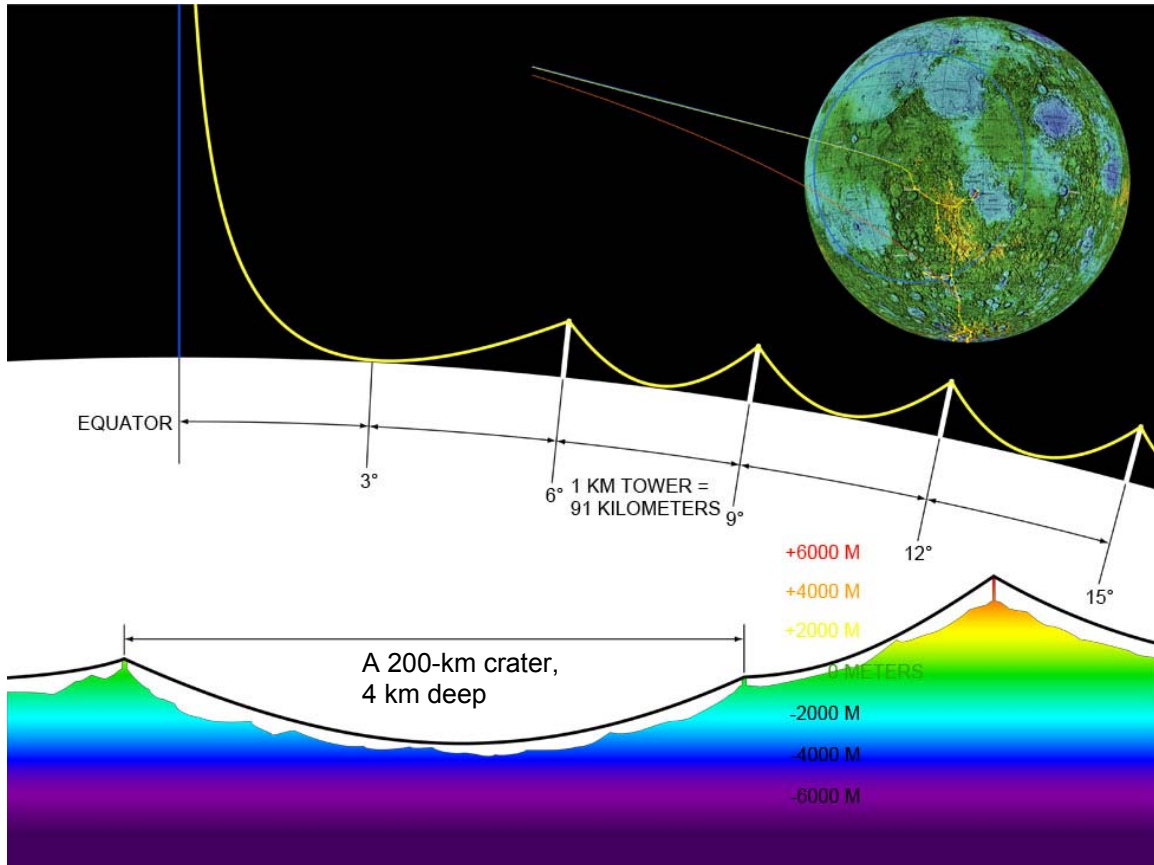 EQUATOR
3°
6°
1 KM TOWER =
91 KILOMETERS
9°
12°
15°
+6000 M
+4000 M
+2000 M
0 METERS
-2000 M
-4000 M
-6000 M
A 200-km crater,
4 km deep